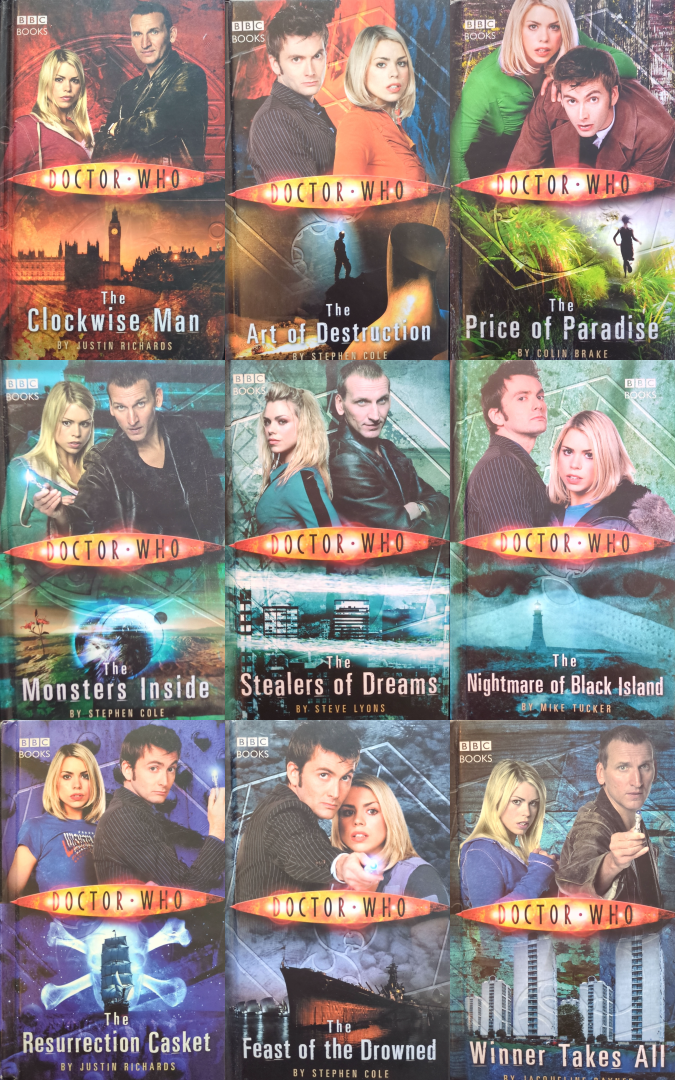 BBC
BOOKS
DOCTOR·WHO
The
Clockwise Man
BY JUSTIN RICHARDS
BBC
BOOKS
DOCTOR·WHO
The
Art of Destruction
BY STEPHEN COLE
BBC
BOOKS
DOCTOR·WHO
The
Price of Paradise
BY COLIN BRAKE
BBC
BOOKS
DOCTOR·WHO
The
Monsters Inside
BY STEPHEN COLE
BBC
BOOKS
DOCTOR·WHO
The
Stealers of Dreams
BY STEVE LYONS
BBC
BOOKS
DOCTOR·WHO
The
Nightmare of Black Island
BY MIKE TUCKER
BBC
BOOKS
DOCTOR·WHO
The
Resurrection Casket
BY JUSTIN RICHARDS
BBC
BOOKS
DOCTOR·WHO
The
Feast of the Drowned
BY STEPHEN COLE
BBC
BOOKS
DOCTOR·WHO
Winner Takes All
BY JACQUELINE